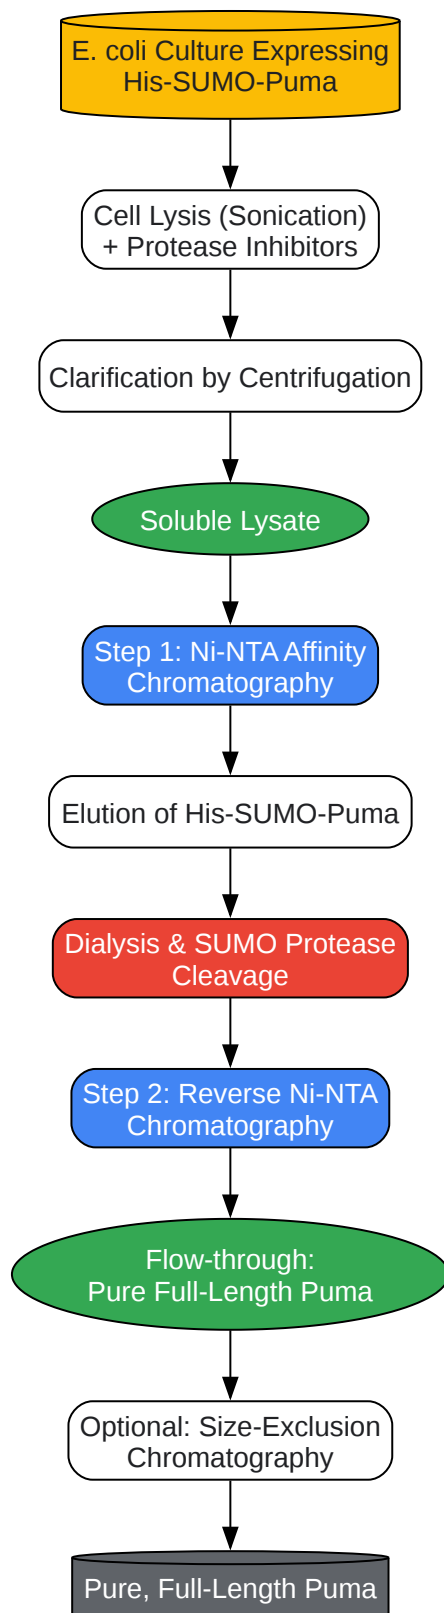 E. coli Culture Expressing
His-SUMO-Puma
Cell Lysis (Sonication)
+ Protease Inhibitors
Clarification by Centrifugation
Soluble Lysate
Step 1: Ni-NTA Affinity
Chromatography
Elution of His-SUMO-Puma
Dialysis & SUMO Protease
Cleavage
Step 2: Reverse Ni-NTA
Chromatography
Flow-through:
Pure Full-Length Puma
Optional: Size-Exclusion
Chromatography
Pure, Full-Length Puma